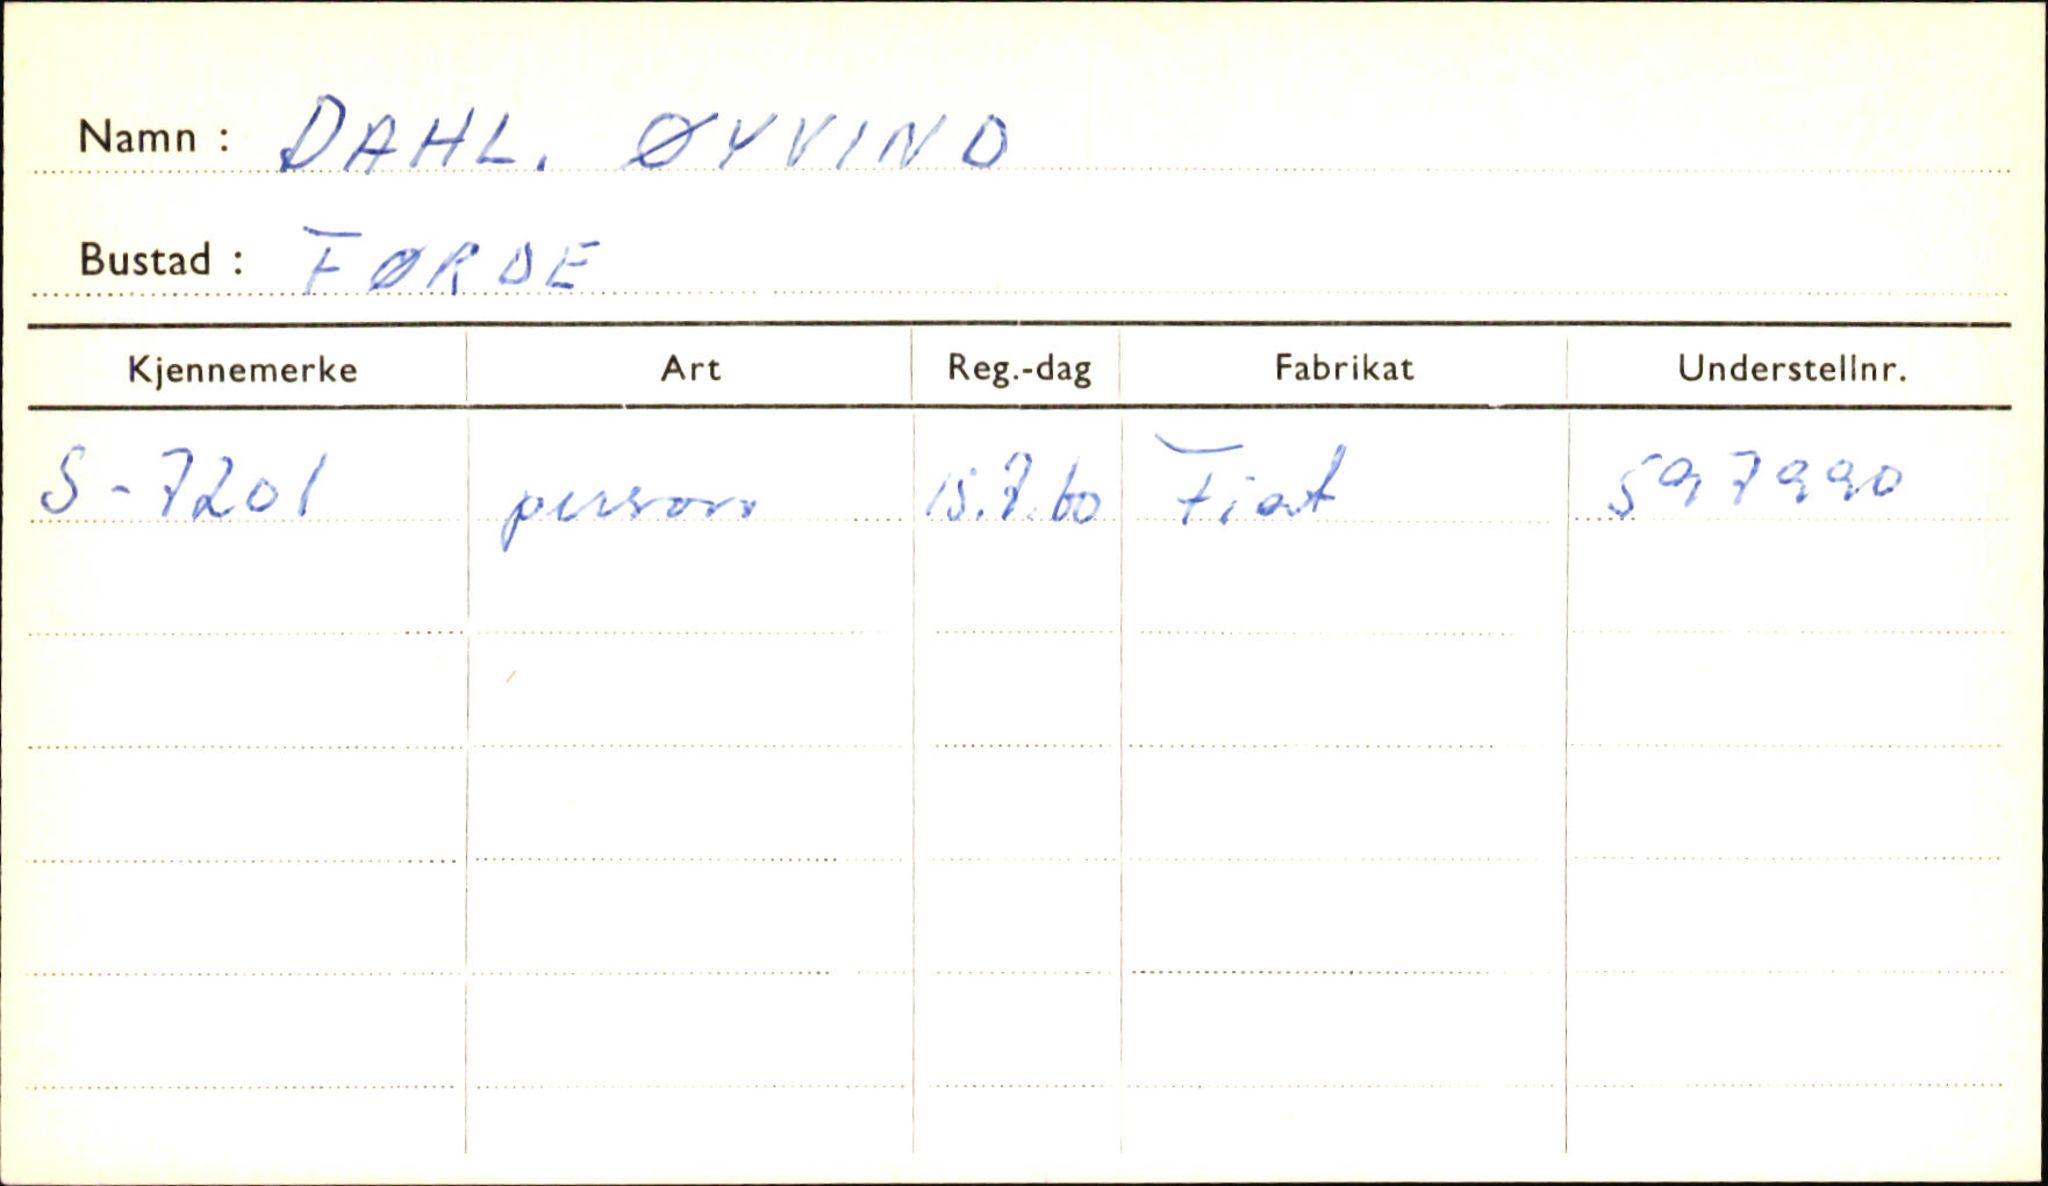 Namn : DAHL. ØYVIND
Bustad : FØRDE
Kjennemerke Art Reg.-dag Fabrikat Understellnr.
S-7201 person 15.7.60 Fiat 597990